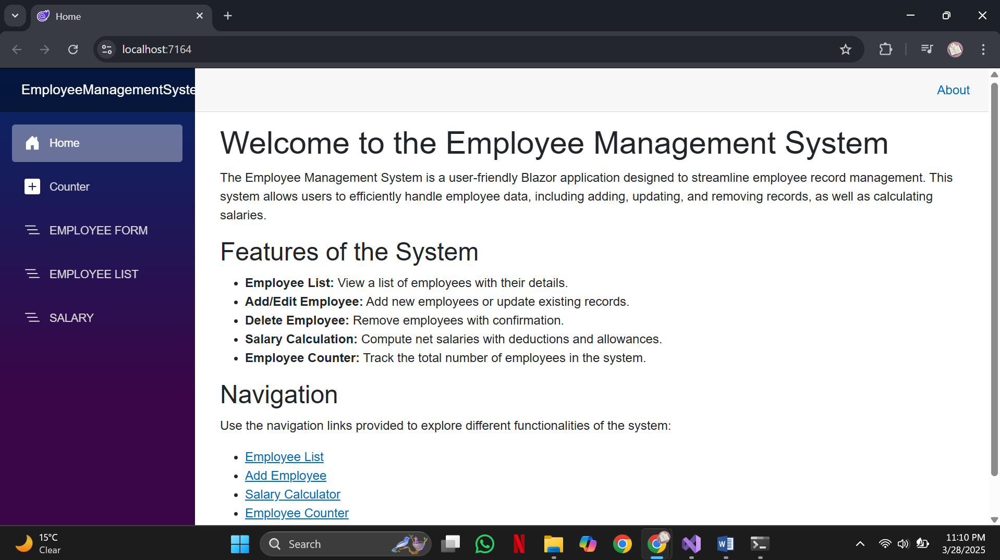 Home
localhost:7164
EmployeeManagementSyste
About
Home
Counter
EMPLOYEE FORM
EMPLOYEE LIST
SALARY
Welcome to the Employee Management System
The Employee Management System is a user-friendly Blazor application designed to streamline employee record management. This
system allows users to efficiently handle employee data, including adding, updating, and removing records, as well as calculating
salaries.
Features of the System
Employee List: View a list of employees with their details.
Add/Edit Employee: Add new employees or update existing records.
Delete Employee: Remove employees with confirmation.
Salary Calculation: Compute net salaries with deductions and allowances.
Employee Counter: Track the total number of employees in the system.
Navigation
Use the navigation links provided to explore different functionalities of the system:
Employee List
Add Employee
Salary Calculator
Employee Counter
15°C
Clear
Search
11:10 PM
3/28/2025